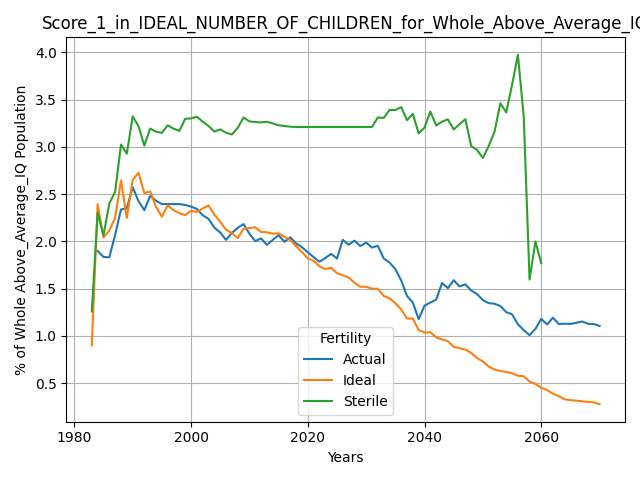 Score_1_in_IDEAL_NUMBER_OF_CHILDREN_for_Whole_Above_Average_IQ
% of Whole Above_Average_IQ Population
4.0
3.5
3.0
2.5
2.0
1.5
1.0
0.5
Fertility
Actual
Ideal
Sterile
1980
2000
2020
2040
2060
Years